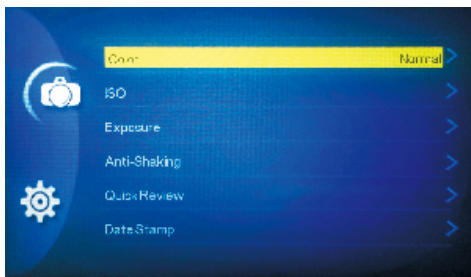 Color Normal
ISO
Exposure
Anti-Shaking
Quick Review
Date Stamp